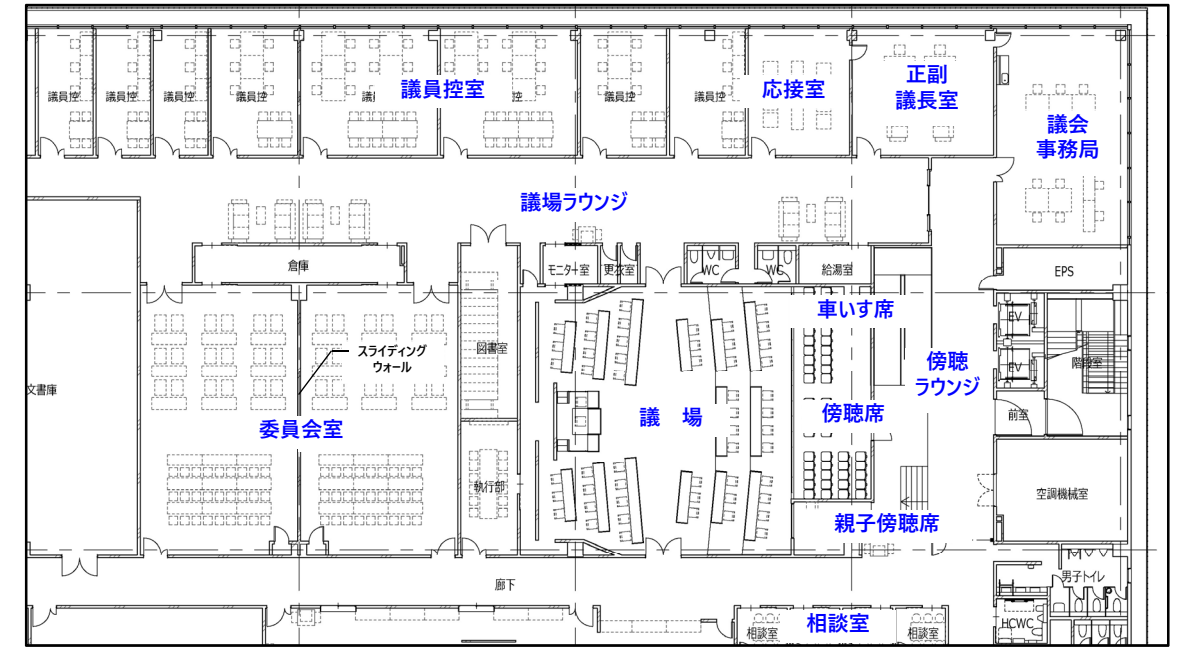 議員控
議員控
議員控
議員控
議員控室
控
議員控
議員控
応接室
正副
議長室
議会
事務局
議場ラウンジ
倉庫
モニター室
更衣室
WC
WC
給湯室
EPS
車いす席
EV
EV
階段室
スライディング
ウォール
図書室
傍聴
ラウンジ
文書庫
委員会室
議 場
傍聴席
前室
執行部
空調機械室
親子傍聴席
廊下
男子トイレ
相談室
相談室
相談室
HCWC